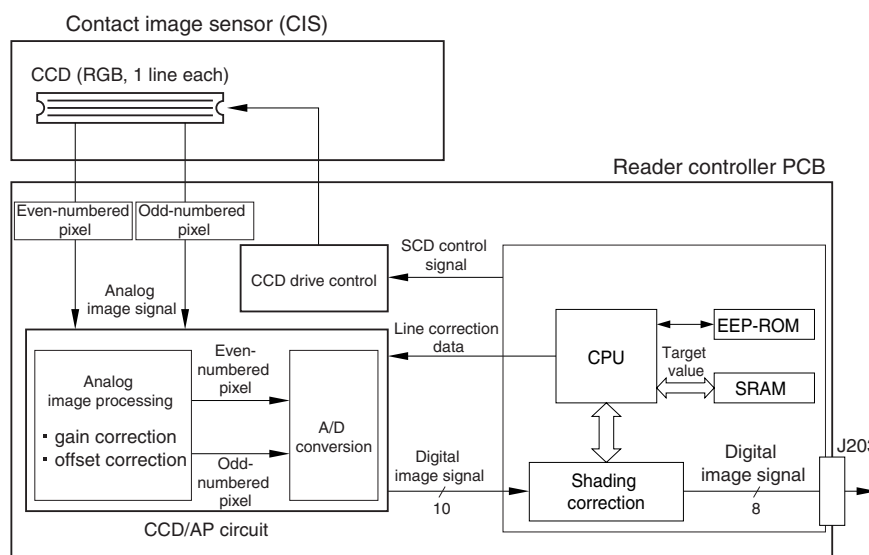 Contact image sensor (CIS)
CCD (RGB, 1 line each)
Reader controller PCB
Even-numbered
pixel
Odd-numbered
pixel
SCD control
signal
CCD drive control
Analog
image signal
Line correction
data
CPU
EEP-ROM
Target
value
SRAM
Even-
numbered
pixel
Analog
image processing
▪ gain correction
▪ offset correction
A/D
conversion
Odd-
numbered
pixel
Digital
image signal
10
Shading
correction
Digital
image signal
8
J203
CCD/AP circuit